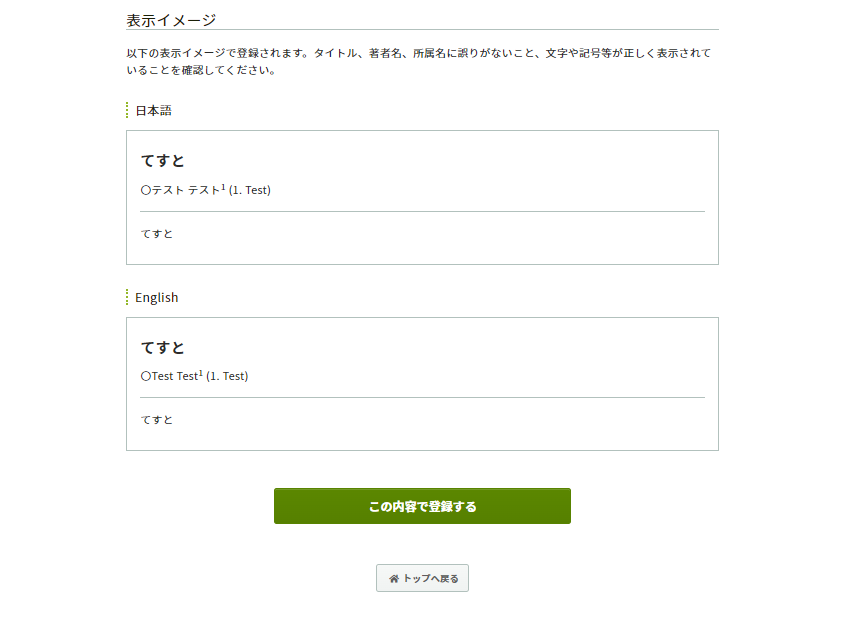 表示イメージ
以下の表示イメージで登録されます。タイトル、著者名、所属名に誤りがないこと、文字や記号等が正しく表示されて
いることを確認してください。
日本語
てすと
〇テスト テスト¹ (1. Test)
てすと
English
てすと
〇Test Test¹ (1. Test)
てすと
この内容で登録する
トップへ戻る